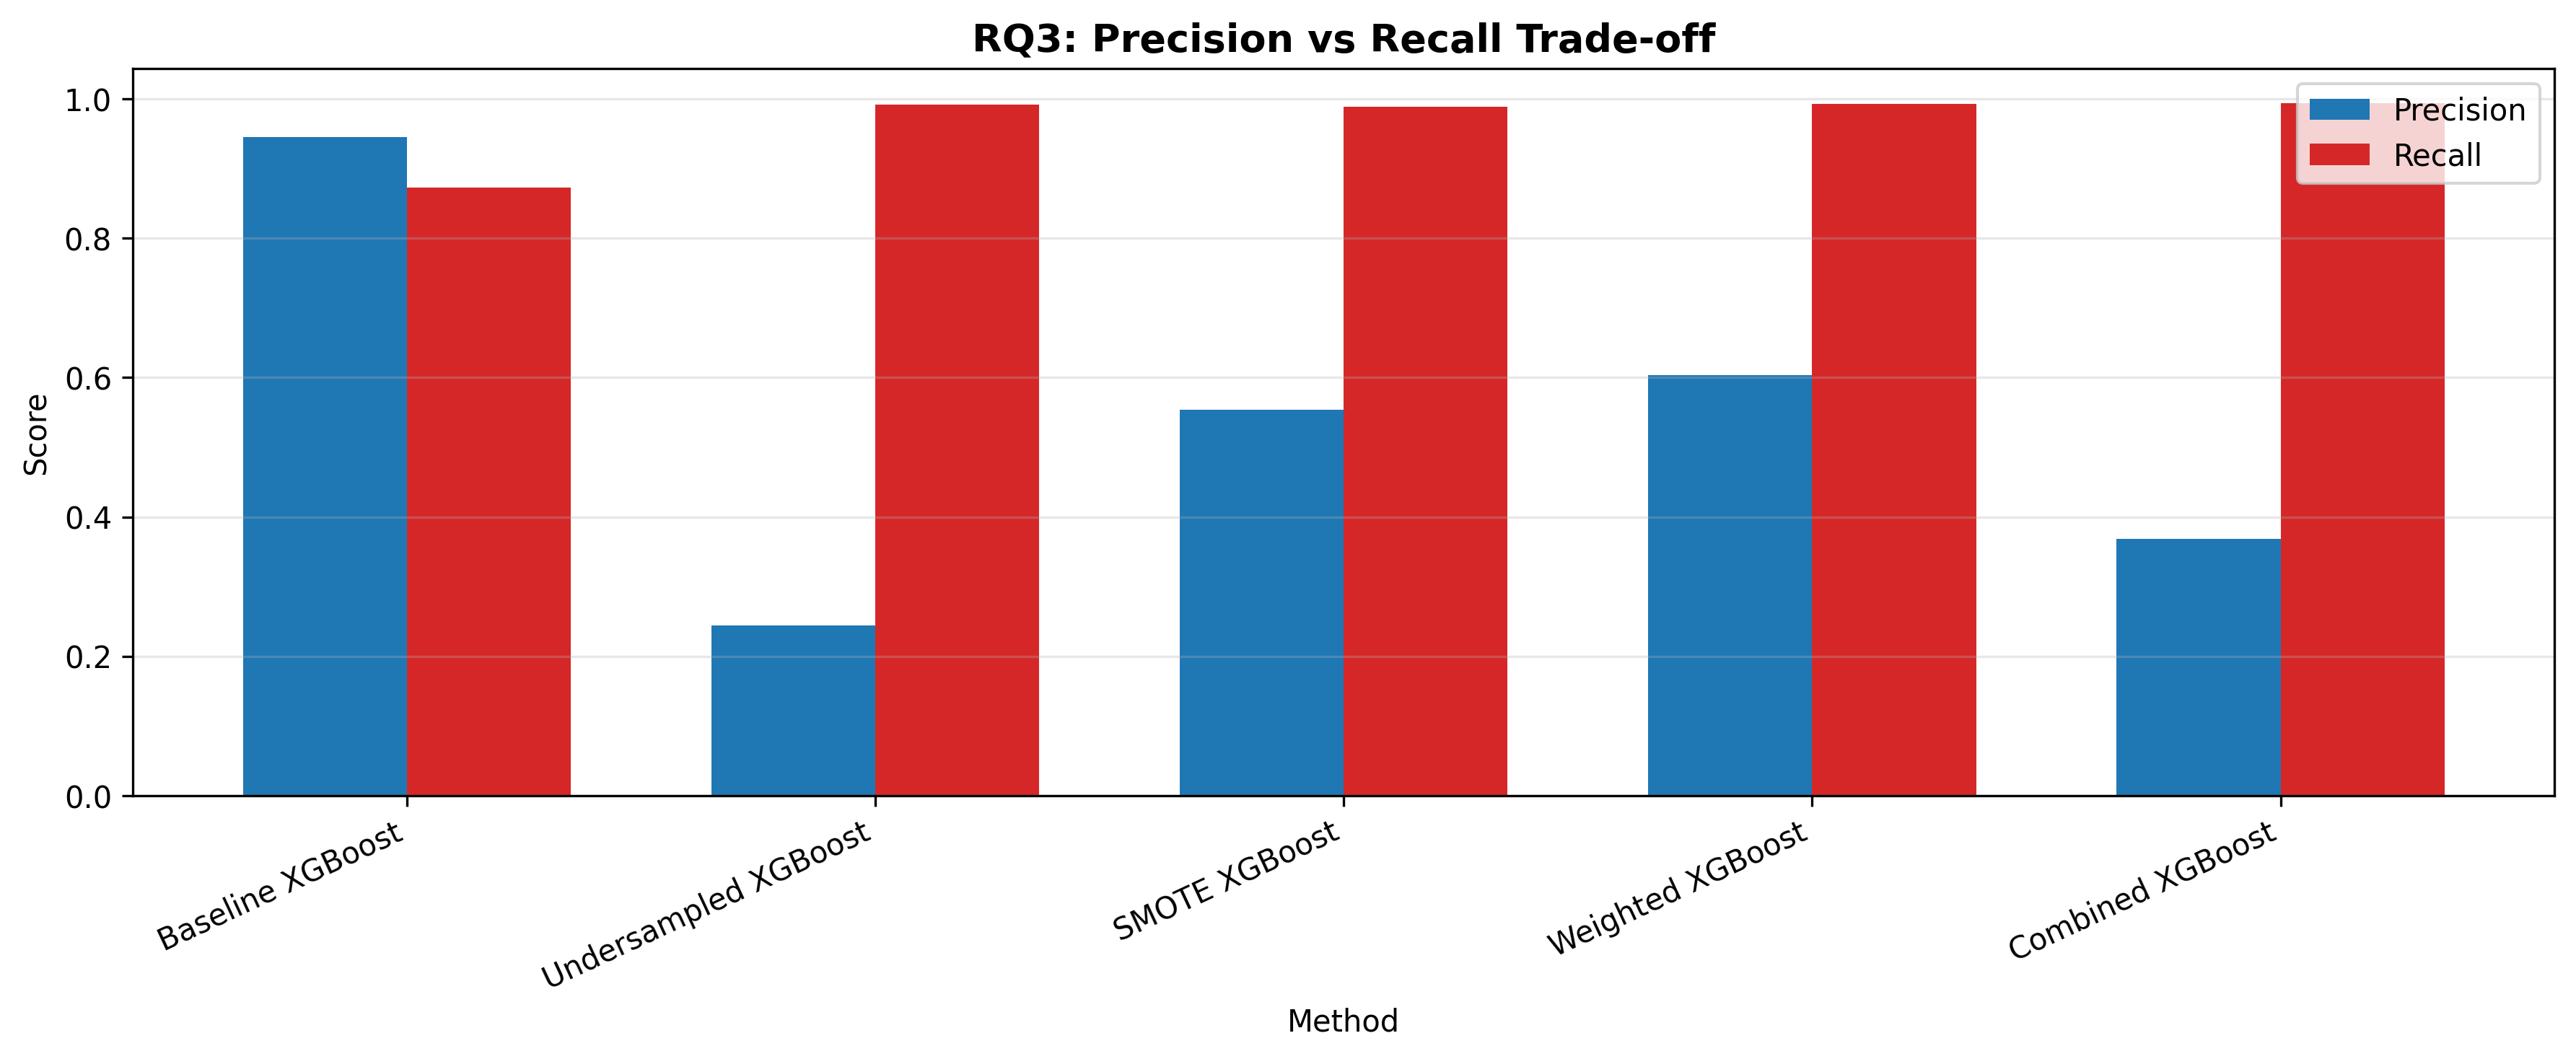 RQ3: Precision vs Recall Trade-off
Precision
Recall
Score
1.0
0.8
0.6
0.4
0.2
0.0
Baseline XGBoost
Undersampled XGBoost
SMOTE XGBoost
Weighted XGBoost
Combined XGBoost
Method